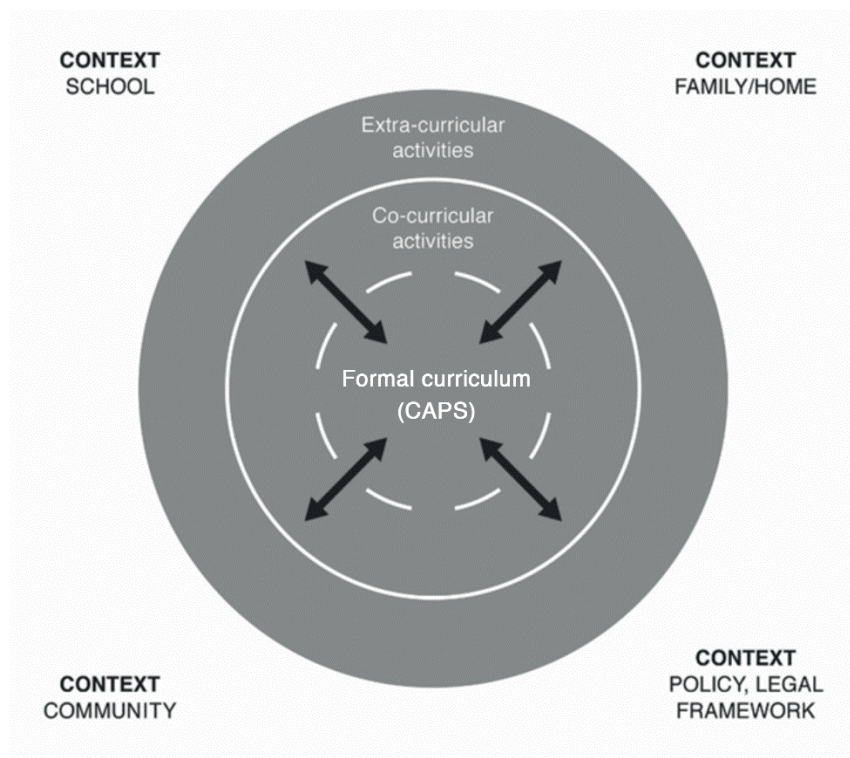 CONTEXT
SCHOOL
CONTEXT
FAMILY/HOME
Extra-curricular
activities
Co-curricular
activities
Formal curriculum
(CAPS)
CONTEXT
COMMUNITY
CONTEXT
POLICY, LEGAL
FRAMEWORK